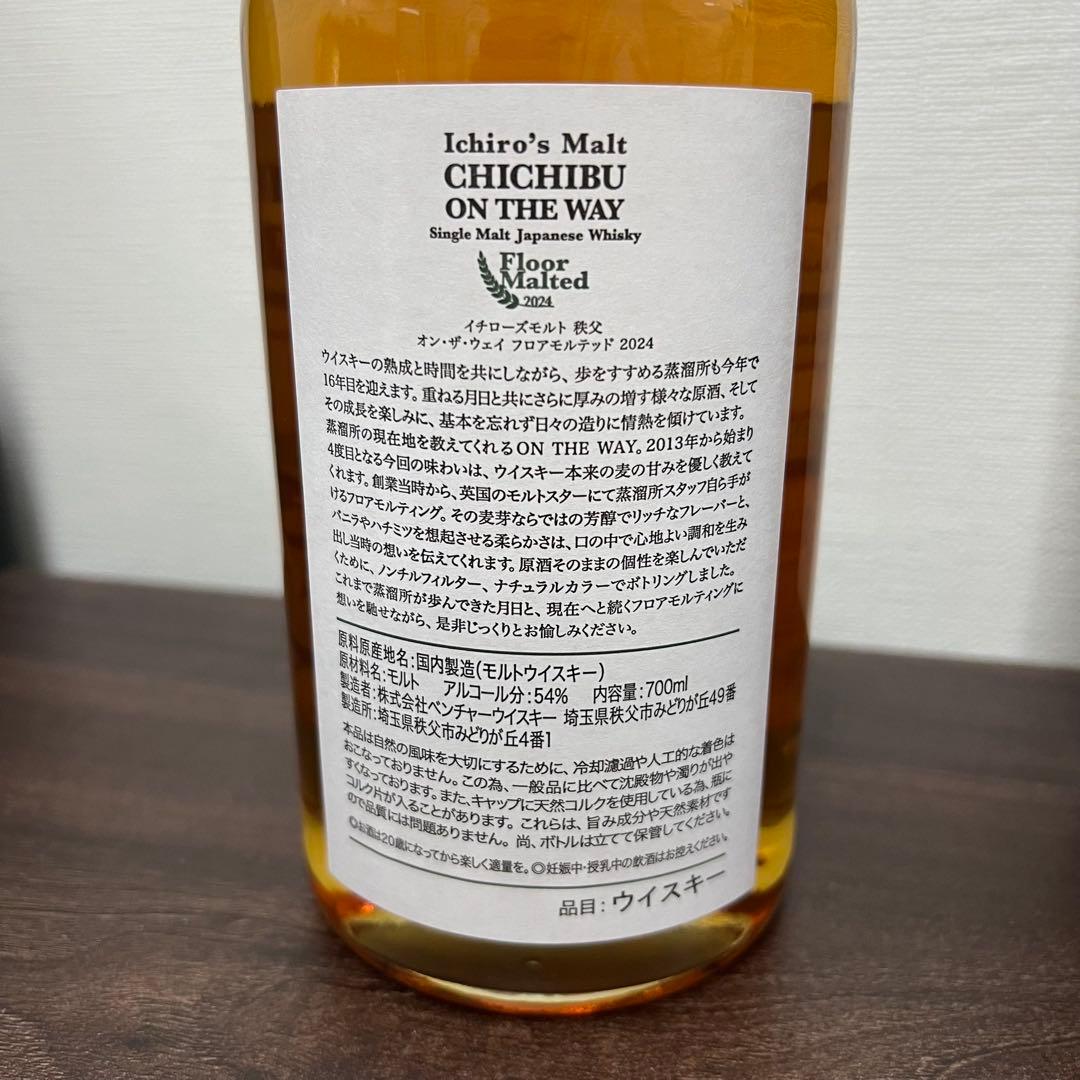 Ichiro's Malt
CHICHIBU
ON THE WAY
Single Malt Japanese Whisky
Floor
Malted
2024
イチローズモルト 秩父
オン・ザ・ウェイ フロアモルテッド 2024
ウイスキーの熟成と時間を共にしながら、歩をすすめる蒸溜所も今年で
16年目を迎えます。重ねる月日と共にさらに厚みの増す様々な原酒、そして
その成長を楽しみに、基本を忘れず日々の造りに情熱を傾けています。
蒸溜所の現在地を教えてくれるON THE WAY。2013年から始まり
4度目となる今回の味わいは、ウイスキー本来の麦の甘みを優しく教えて
くれます。創業当時から、英国のモルトスターにて蒸溜所スタッフ自ら手が
けるフロアモルティング。その麦芽ならではの芳醇でリッチなフレーバーと、
バニラやハチミツを想起させる柔らかさは、口の中で心地よい調和を生み
出し当時の想いを伝えてくれます。原酒そのままの個性を楽しんでいただ
くために、ノンチルフィルター、ナチュラルカラーでボトリングしました。
これまで蒸溜所が歩んできた月日と、現在へと続くフロアモルティングに
想いを馳せながら、是非じっくりとお愉しみください。
原料原産地名：国内製造（モルトウイスキー）
原材料名：モルト アルコール分：54% 内容量：700ml
製造者：株式会社ベンチャーウイスキー 埼玉県秩父市みどりが丘49番
製造所：埼玉県秩父市みどりが丘4番1
本品は自然の風味を大切にするために、冷却濾過や人工的な着色は
おこなっておりません。この為、一般品に比べて沈殿物や濁りが出や
すくなっております。また、キャップに天然コルクを使用している為、瓶に
コルク片が入ることがあります。これらは、旨み成分や天然素材です
ので品質には問題ありません。尚、ボトルは立てて保管してください。
◎お酒は20歳になってから楽しく適量を。◎妊娠中・授乳中の飲酒はお控えください。
品目：ウイスキー